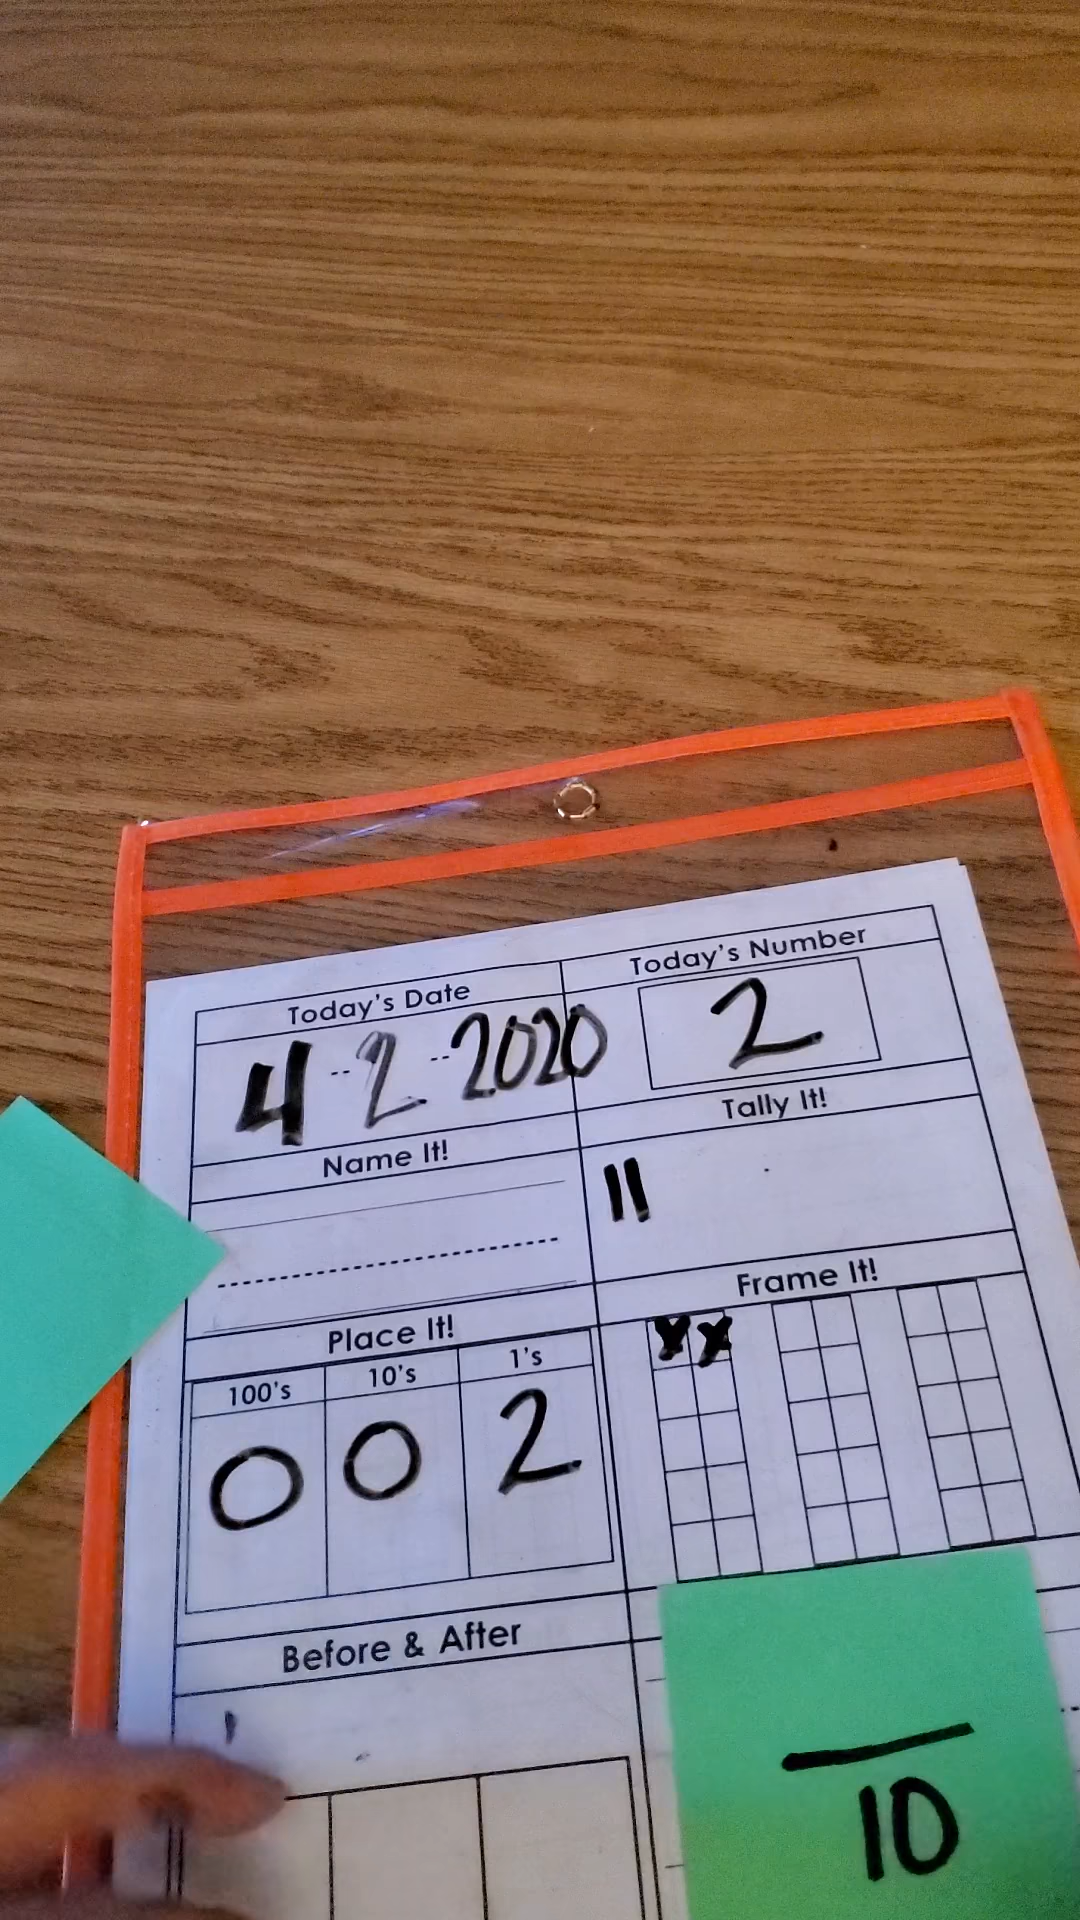 Today's Date
4--2--2020
Today's Number
2
Name It!
Tally It!
Place It!
100's 10's 1's
0 0 2
Frame It!
x x
Before & After
10